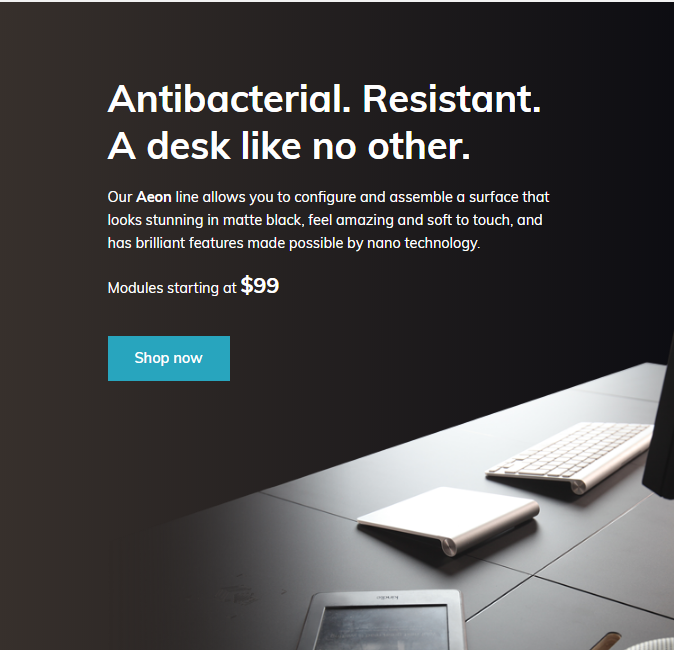 Antibacterial. Resistant.
A desk like no other.
Our Aeon line allows you to configure and assemble a surface that
looks stunning in matte black, feel amazing and soft to touch, and
has brilliant features made possible by nano technology.
Modules starting at $99
Shop now